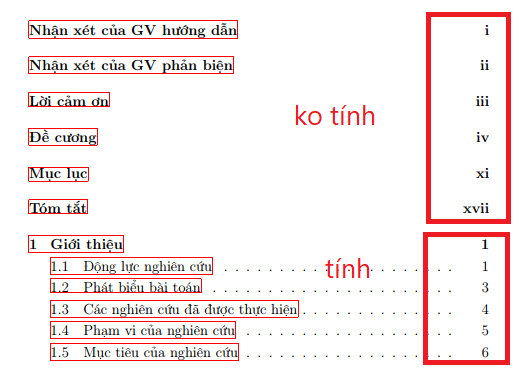 Nhận xét của GV hướng dẫn i
Nhận xét của GV phản biện ii
Lời cảm ơn iii
ko tính
Đề cương iv
Mục lục xi
Tóm tắt xvii
1 Giới thiệu 1
1.1 Động lực nghiên cứu . . . . . . . . . . . . . . . . . . . . . 1
tính
1.2 Phát biểu bài toán . . . . . . . . . . . . . . . . . . . . . . 3
1.3 Các nghiên cứu đã được thực hiện . . . . . . . . . . . . . . 4
1.4 Phạm vi của nghiên cứu . . . . . . . . . . . . . . . . . . . 5
1.5 Mục tiêu của nghiên cứu . . . . . . . . . . . . . . . . . . . 6